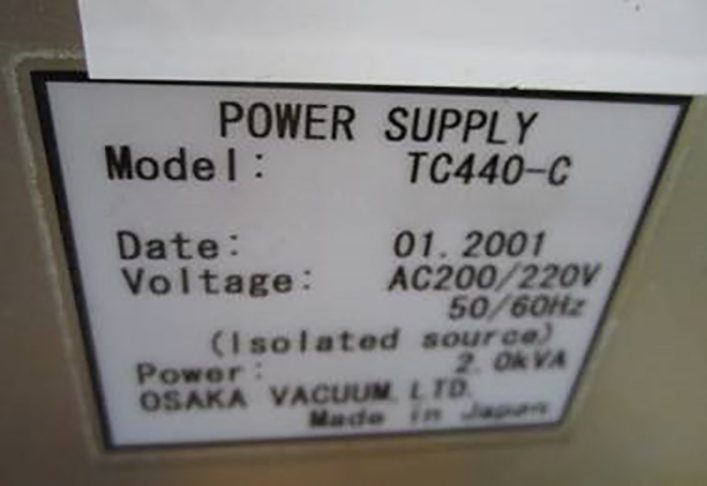 POWER SUPPLY
Model: TC440-C
Date: 01.2001
Voltage: AC200/220V
50/60Hz
(Isolated source)
Power: 2.0kVA
OSAKA VACUUM,LTD.
Made in Japan